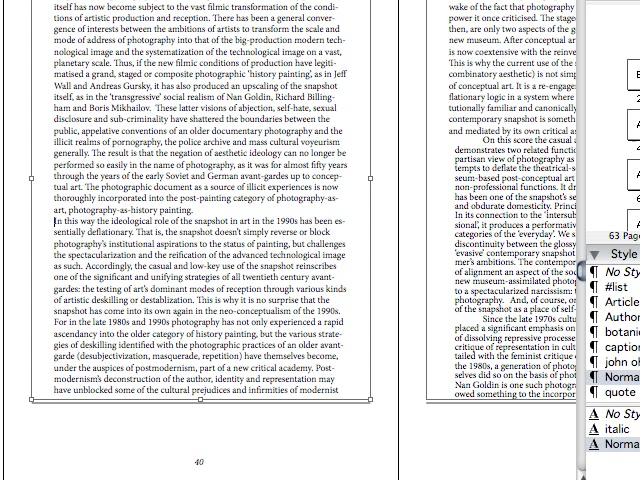 itself has now become subject to the vast filmic transformation of the condi-
tions of artistic production and reception. There has been a general conver-
gence of interests between the ambitions of artists to transform the scale and
mode of address of photography into that of the big-production modern tech-
nological image and the systematization of the technological image on a vast,
planetary scale. Thus, if the new filmic conditions of production have legiti-
matised a grand, staged or composite photographic 'history painting', as in Jeff
Wall and Andreas Gursky, it has also produced an upscaling of the snapshot
itself, as in the 'transgressive' social realism of Nan Goldin, Richard Billing-
ham and Boris Mikhailov. These latter visions of abjection, self-hate, sexual
disclosure and sub-criminality have shattered the boundaries between the
public, appelative conventions of an older documentary photography and the
illicit realms of pornography, the police archive and mass cultural voyeurism
generally. The result is that the negation of aesthetic ideology can no longer be
performed so easily in the name of photography, as it was for almost fifty years
through the years of the early Soviet and German avant-gardes up to concep-
tual art. The photographic document as a source of illicit experiences is now
thoroughly incorporated into the post-painting category of photography-as-
art, photography-as-history painting.
In this way the ideological role of the snapshot in art in the 1990s has been es-
sentially deflationary. That is, the snapshot doesn't simply reverse or block
photography's institutional aspirations to the status of painting, but challenges
the spectacularization and the reification of the advanced technological image
as such. Accordingly, the casual and low-key use of the snapshot reinscribes
one of the significant and unifying strategies of all twentieth century avant-
gardes: the testing of art's dominant modes of reception through various kinds
of artistic deskilling or destablization. This is why it is no surprise that the
snapshot has come into its own again in the neo-conceptualism of the 1990s.
For in the late 1980s and 1990s photography has not only experienced a rapid
ascendancy into the older category of history painting, but the various strate-
gies of deskilling identified with the photographic practices of an older avant-
garde (desubjectivization, masquerade, repetition) have themselves become,
under the auspices of postmodernism, part of a new critical academy. Post-
modernism's deconstruction of the author, identity and representation may
have unblocked some of the cultural prejudices and infirmities of modernist
40
wake of the fact that photography
power it once criticised. The stage
then, are only two aspects of the g
new museum. After conceptual art
is now coextensive with the reinve
This is why the current use of the s
combinatory aesthetic) is not simp
of conceptual art. It is a re-engage
flationary logic in a system where
tutionally familiar and canonically
contemporary snapshot is someth
and mediated by its own critical as
On this score the casual a
demonstrates two related function
partisan view of photography as
tempts to deflate the theatrical-s
seum-based post-conceptual art
non-professional functions. It dr
has been one of the snapshot's se
and obdurate domesticity. Princi
In its connection to the 'intersub
sional', it produces a performativ
categories of the 'everyday'. We s
discontinuity between the glossy
'evasive' contemporary snapshot
men's ambitions. The contempor
of alignment an aspect of the so
new museum-assimilated photog
to a spectacularized narcissism:
photography. And, of course, o
of the snapshot as a place of self-
Since the late 1970s cultu
placed a significant emphasis on
of dissolving repressive processe
critique of representation in cult
tailed with the feminist critique o
the 1980s, a generation of photog
selves did so on the basis of phot
Nan Goldin is one such photogra
owed something to the incorpor
63 Page
Style
¶ No Sty
¶ #list
¶ Article
¶ Autho
¶ botani
¶ captio
¶ john ol
¶ Norma
¶ quote
A No Sty
A italic
A Norma